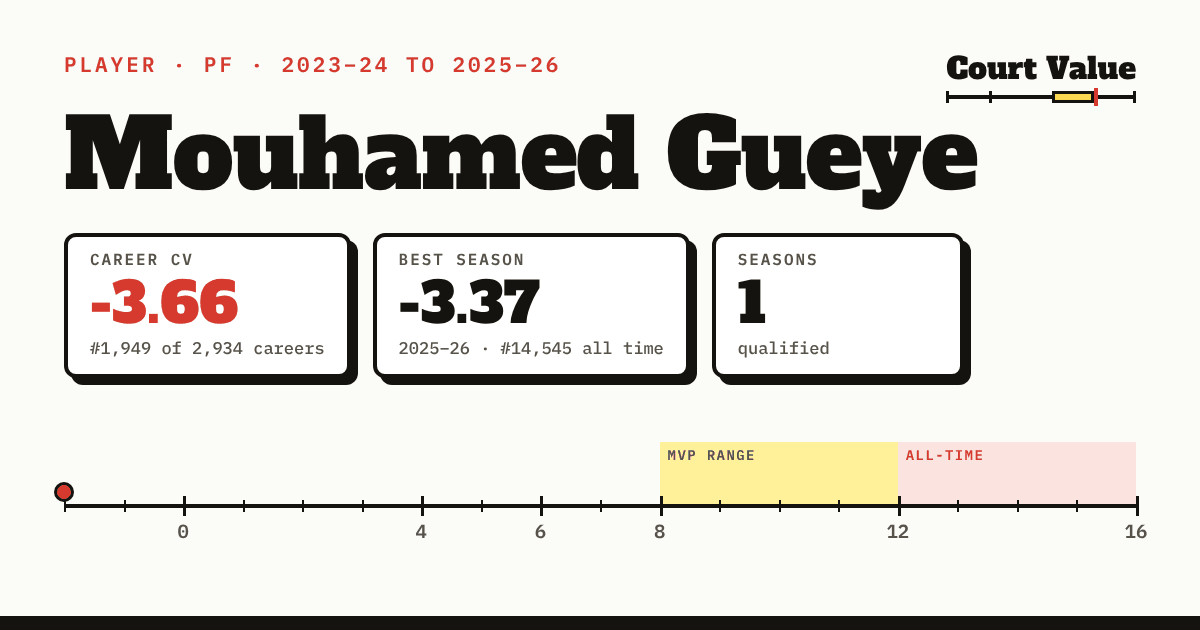 PLAYER · PF · 2023–24 TO 2025–26
Court Value
Mouhamed Gueye
CAREER CV
-3.66
#1,949 of 2,934 careers
BEST SEASON
-3.37
2025–26 · #14,545 all time
SEASONS
1
qualified
MVP RANGE
ALL-TIME
0 4 6 8 12 16